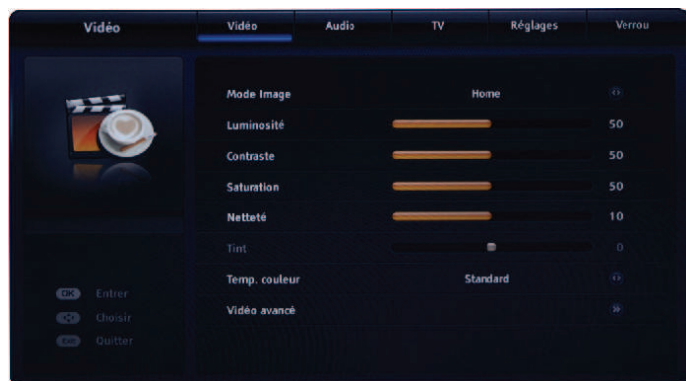 Vidéo Vidéo Audio TV Réglages Verrou
Mode Image Home
Luminosité 50
Contraste 50
Saturation 50
Netteté 10
Tint 0
Temp. couleur Standard
Vidéo avancé
OK Entrer
Choisir
Quitter